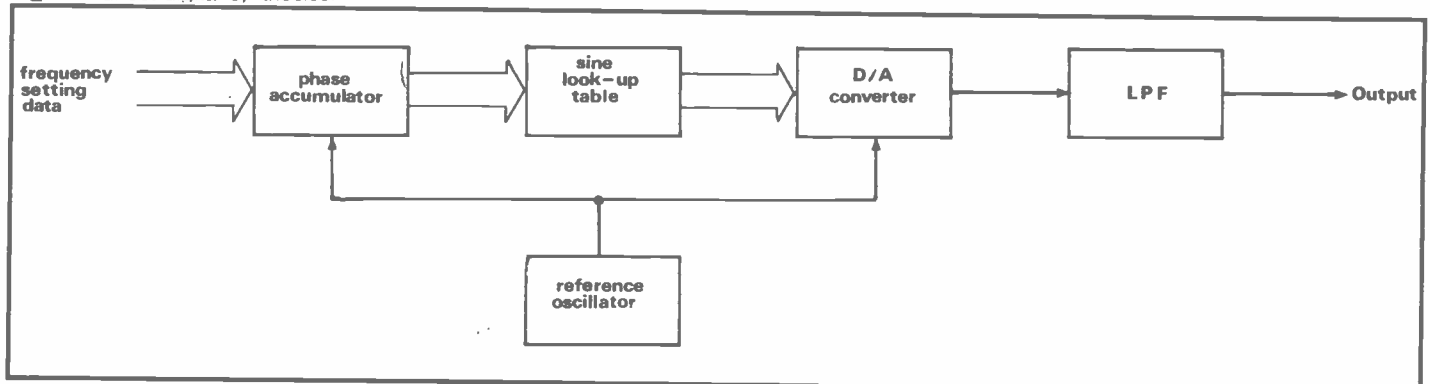 frequency
setting
data
phase
accumulator
sine
look-up
table
D/A
converter
LPF
Output
reference
oscillator